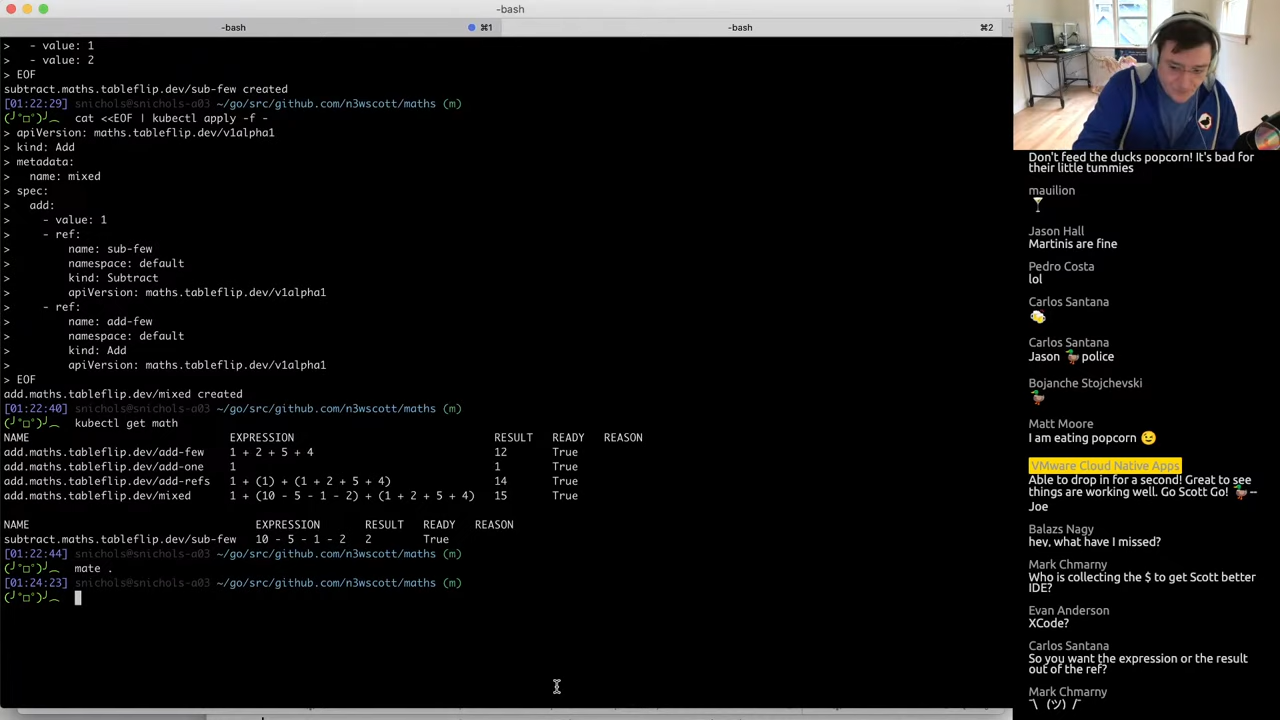 -bash
-bash
⌘1
-bash
⌘2
>   - value: 1
>   - value: 2
> EOF
subtract.maths.tableflip.dev/sub-few created
[01:22:29] snichols@snichols-a03 ~/go/src/github.com/n3wscott/maths (m)
(╯°□°)╯︵  cat <<EOF | kubectl apply -f -
> apiVersion: maths.tableflip.dev/v1alpha1
> kind: Add
> metadata:
>   name: mixed
> spec:
>   add:
>     - value: 1
>     - ref:
>         name: sub-few
>         namespace: default
>         kind: Subtract
>         apiVersion: maths.tableflip.dev/v1alpha1
>     - ref:
>         name: add-few
>         namespace: default
>         kind: Add
>         apiVersion: maths.tableflip.dev/v1alpha1
> EOF
add.maths.tableflip.dev/mixed created
[01:22:40] snichols@snichols-a03 ~/go/src/github.com/n3wscott/maths (m)
(╯°□°)╯︵  kubectl get math
NAME EXPRESSION RESULT READY REASON
add.maths.tableflip.dev/add-few 1 + 2 + 5 + 4 12 True
add.maths.tableflip.dev/add-one 1 1 True
add.maths.tableflip.dev/add-refs 1 + (1) + (1 + 2 + 5 + 4) 14 True
add.maths.tableflip.dev/mixed 1 + (10 - 5 - 1 - 2) + (1 + 2 + 5 + 4) 15 True
NAME EXPRESSION RESULT READY REASON
subtract.maths.tableflip.dev/sub-few 10 - 5 - 1 - 2 2 True
[01:22:44] snichols@snichols-a03 ~/go/src/github.com/n3wscott/maths (m)
(╯°□°)╯︵  mate .
[01:24:23] snichols@snichols-a03 ~/go/src/github.com/n3wscott/maths (m)
(╯°□°)╯︵
Don't feed the ducks popcorn! It's bad for
their little tummies
mauilion
🍸
Jason Hall
Martinis are fine
Pedro Costa
lol
Carlos Santana
🍻
Carlos Santana
Jason 🦆police
Bojanche Stojchevski
🦆
Matt Moore
I am eating popcorn 😉
VMware Cloud Native Apps
Able to drop in for a second! Great to see
things are working well. Go Scott Go! 🦆--
Joe
Balazs Nagy
hey, what have I missed?
Mark Chmarny
Who is collecting the $ to get Scott better
IDE?
Evan Anderson
XCode?
Carlos Santana
So you want the expression or the result
out of the ref?
Mark Chmarny
¯\_(ツ)_/¯